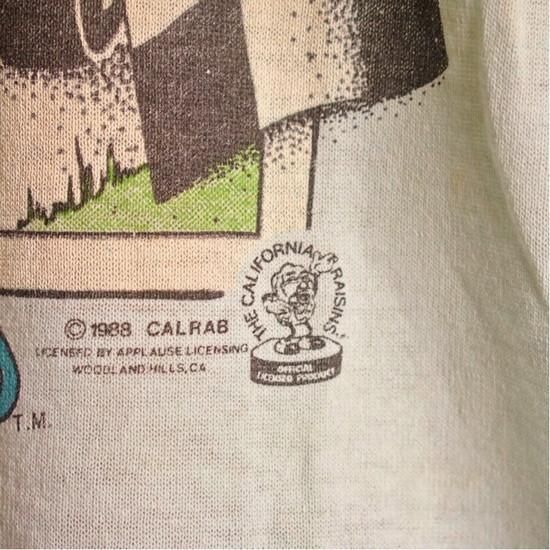 © 1988 CALRAB
LICENSED BY APPLAUSE LICENSING
WOODLAND HILLS, CA.
T.M.
THE CALIFORNIA RAISINS
OFFICIAL
LICENSED PRODUCT